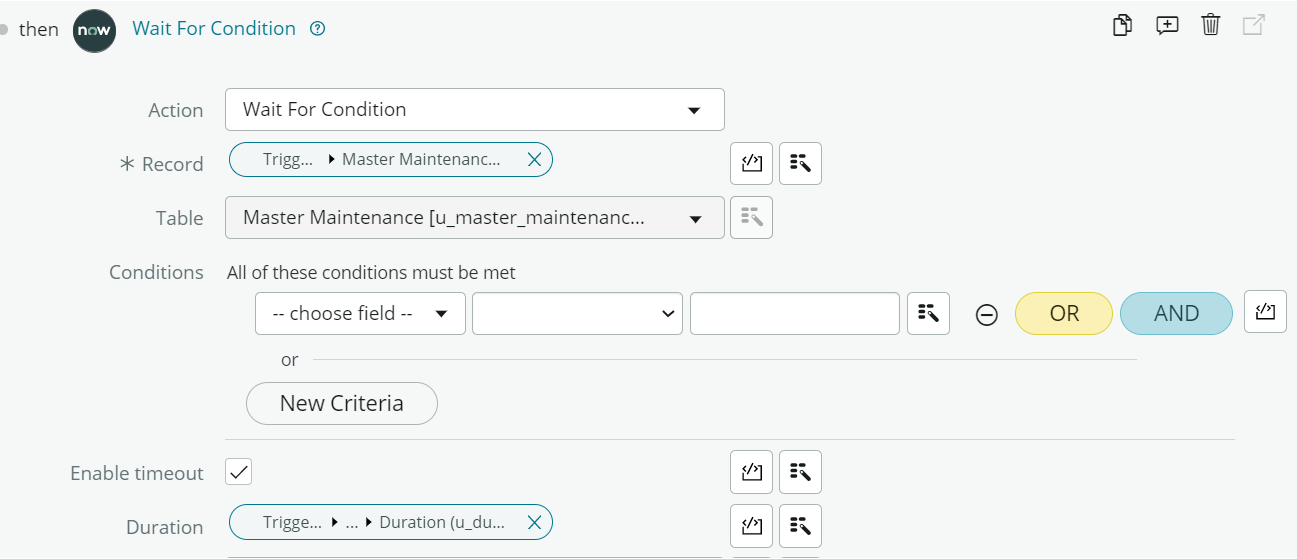 then now Wait For Condition ?
Action Wait For Condition
* Record Trigg... Master Maintenanc...
Table Master Maintenance [u_master_maintenanc...
Conditions All of these conditions must be met
-- choose field -- OR AND
or
New Criteria
Enable timeout
Duration Trigge... ... Duration (u_du...